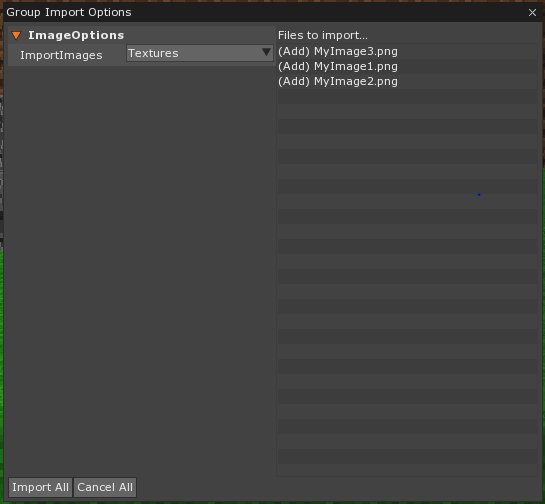 Group Import Options
ImageOptions
ImportImages Textures
Files to import...
(Add) MyImage3.png
(Add) MyImage1.png
(Add) MyImage2.png
Import All Cancel All